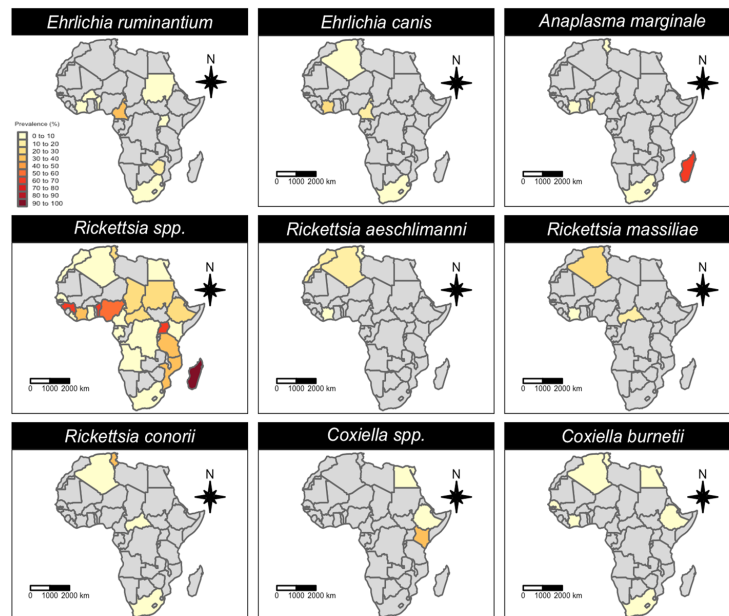 Ehrlichia ruminantium
N
Prevalence (%)
0 to 10
10 to 20
20 to 30
30 to 40
40 to 50
50 to 60
60 to 70
70 to 80
80 to 90
90 to 100
Ehrlichia canis
N
0 1000 2000 km
Anaplasma marginale
N
0 1000 2000 km
Rickettsia spp.
N
0 1000 2000 km
Rickettsia aeschlimanni
N
0 1000 2000 km
Rickettsia massiliae
N
0 1000 2000 km
Rickettsia conorii
N
0 1000 2000 km
Coxiella spp.
N
0 1000 2000 km
Coxiella burnetii
N
0 1000 2000 km